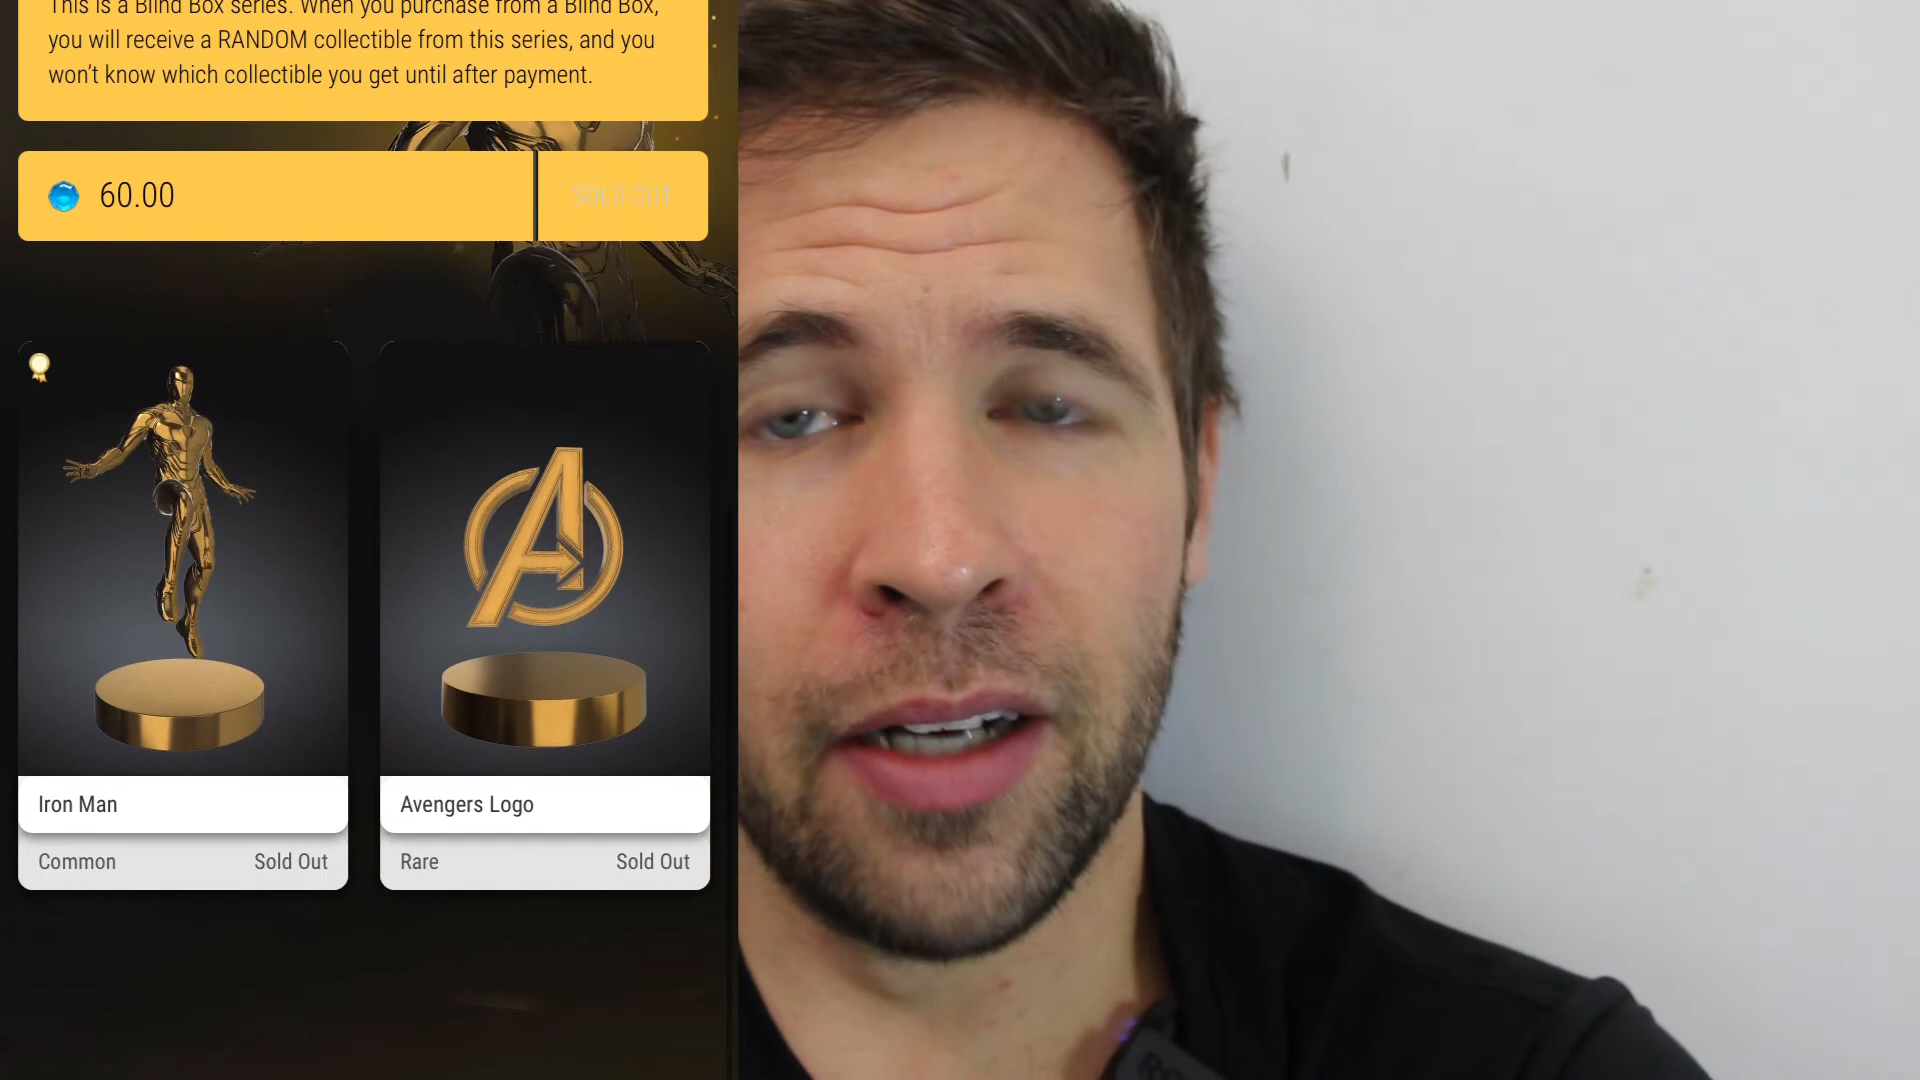 This is a Blind Box series. When you purchase from a Blind Box,
you will receive a RANDOM collectible from this series, and you
won't know which collectible you get until after payment.
60.00
SOLD OUT
Iron Man
Avengers Logo
Common
Sold Out
Rare
Sold Out